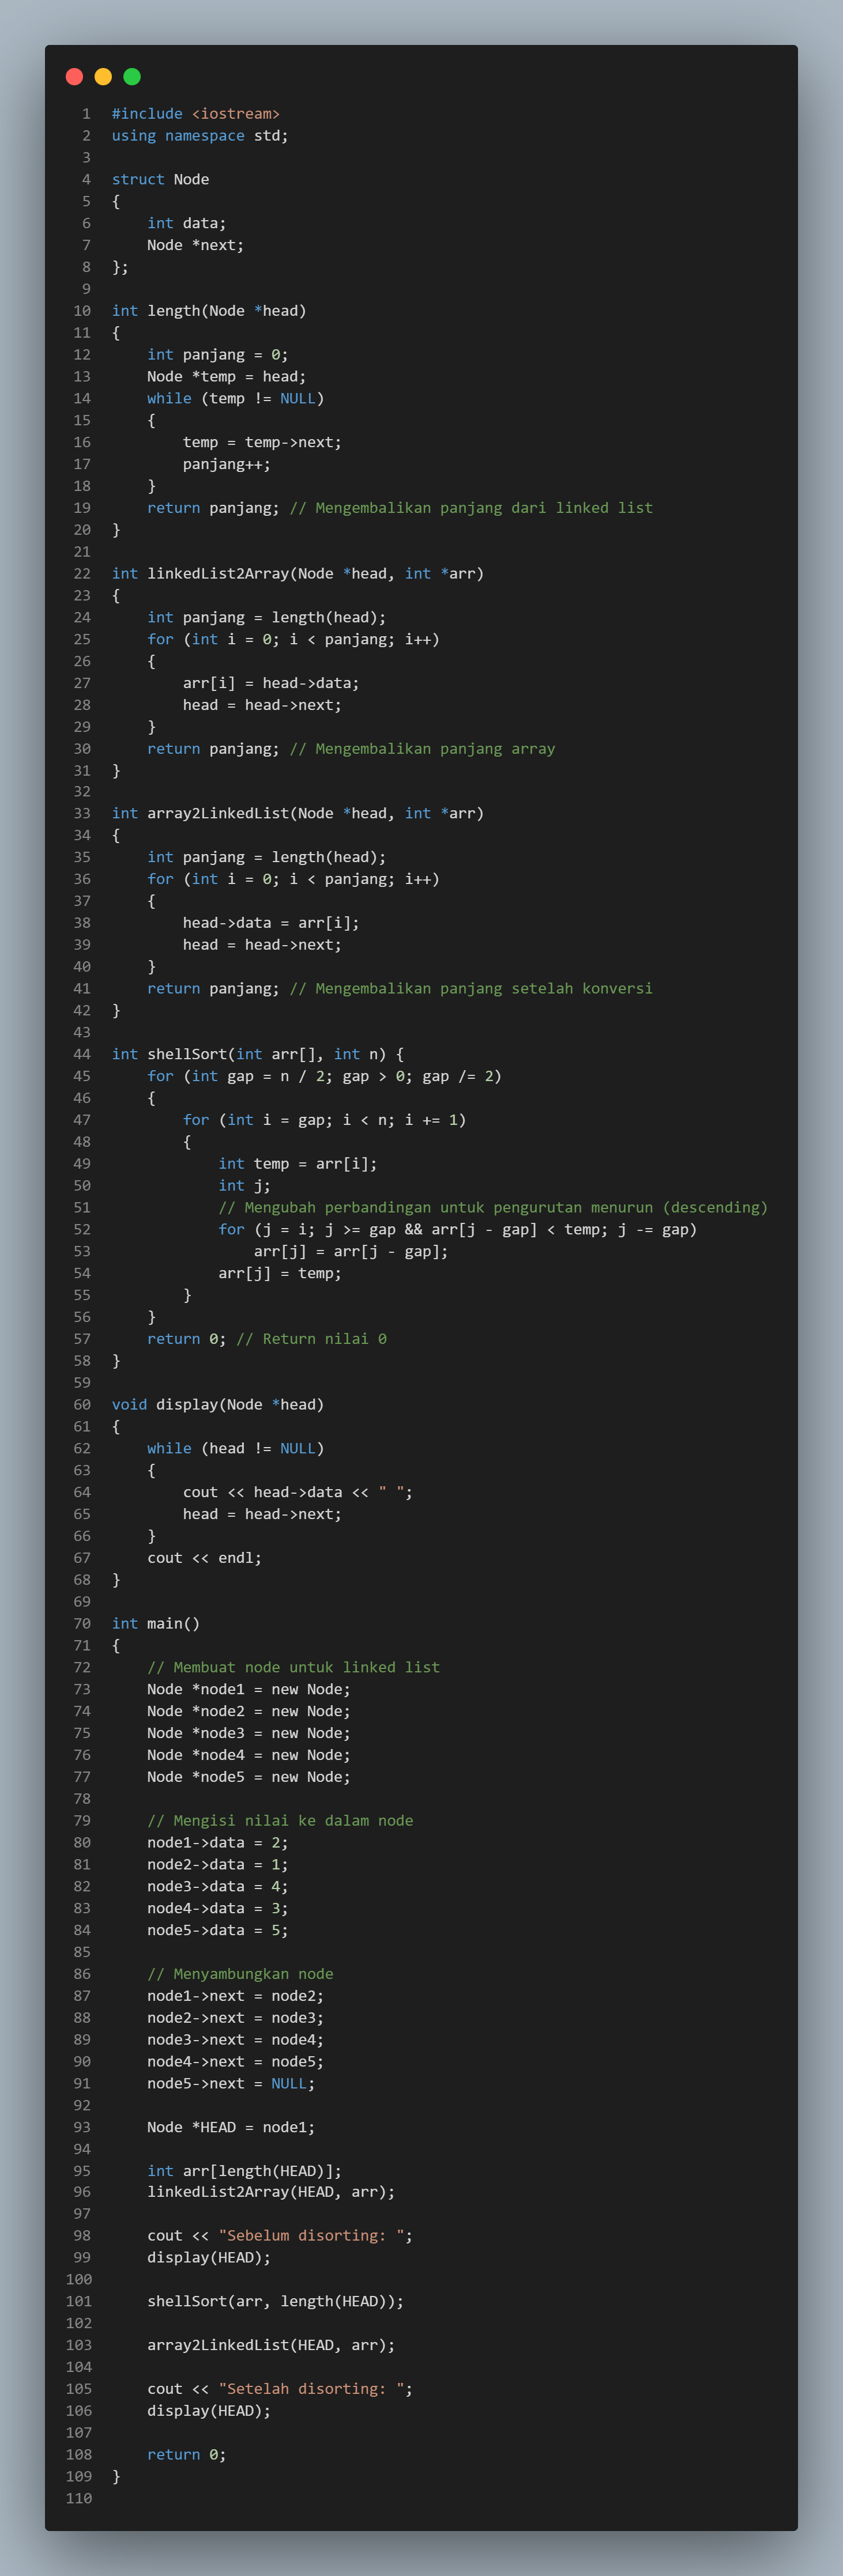 1 #include <iostream>
2 using namespace std;
3
4 struct Node
5 {
6     int data;
7     Node *next;
8 };
9
10 int length(Node *head)
11 {
12     int panjang = 0;
13     Node *temp = head;
14     while (temp != NULL)
15     {
16         temp = temp->next;
17         panjang++;
18     }
19     return panjang; // Mengembalikan panjang dari linked list
20 }
21
22 int linkedList2Array(Node *head, int *arr)
23 {
24     int panjang = length(head);
25     for (int i = 0; i < panjang; i++)
26     {
27         arr[i] = head->data;
28         head = head->next;
29     }
30     return panjang; // Mengembalikan panjang array
31 }
32
33 int array2LinkedList(Node *head, int *arr)
34 {
35     int panjang = length(head);
36     for (int i = 0; i < panjang; i++)
37     {
38         head->data = arr[i];
39         head = head->next;
40     }
41     return panjang; // Mengembalikan panjang setelah konversi
42 }
43
44 int shellSort(int arr[], int n) {
45     for (int gap = n / 2; gap > 0; gap /= 2)
46     {
47         for (int i = gap; i < n; i += 1)
48         {
49             int temp = arr[i];
50             int j;
51             // Mengubah perbandingan untuk pengurutan menurun (descending)
52             for (j = i; j >= gap && arr[j - gap] < temp; j -= gap)
53                 arr[j] = arr[j - gap];
54             arr[j] = temp;
55         }
56     }
57     return 0; // Return nilai 0
58 }
59
60 void display(Node *head)
61 {
62     while (head != NULL)
63     {
64         cout << head->data << " ";
65         head = head->next;
66     }
67     cout << endl;
68 }
69
70 int main()
71 {
72     // Membuat node untuk linked list
73     Node *node1 = new Node;
74     Node *node2 = new Node;
75     Node *node3 = new Node;
76     Node *node4 = new Node;
77     Node *node5 = new Node;
78
79     // Mengisi nilai ke dalam node
80     node1->data = 2;
81     node2->data = 1;
82     node3->data = 4;
83     node4->data = 3;
84     node5->data = 5;
85
86     // Menyambungkan node
87     node1->next = node2;
88     node2->next = node3;
89     node3->next = node4;
90     node4->next = node5;
91     node5->next = NULL;
92
93     Node *HEAD = node1;
94
95     int arr[length(HEAD)];
96     linkedList2Array(HEAD, arr);
97
98     cout << "Sebelum disorting: ";
99     display(HEAD);
100
101     shellSort(arr, length(HEAD));
102
103     array2LinkedList(HEAD, arr);
104
105     cout << "Setelah disorting: ";
106     display(HEAD);
107
108     return 0;
109 }
110